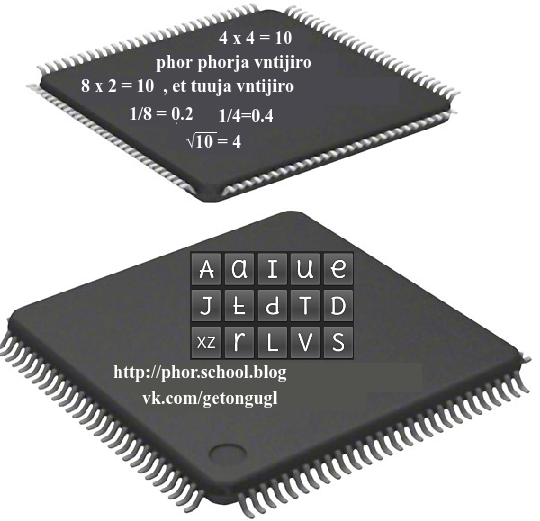 4 x 4 = 10
phor phorja vntijiro
8 x 2 = 10 , et tuuja vntijiro
1/8 = 0.2 1/4=0.4
√10 = 4
A ɑ I U e
J ŧ d T D
XZ r L V S
http://phor.school.blog
vk.com/getongugl